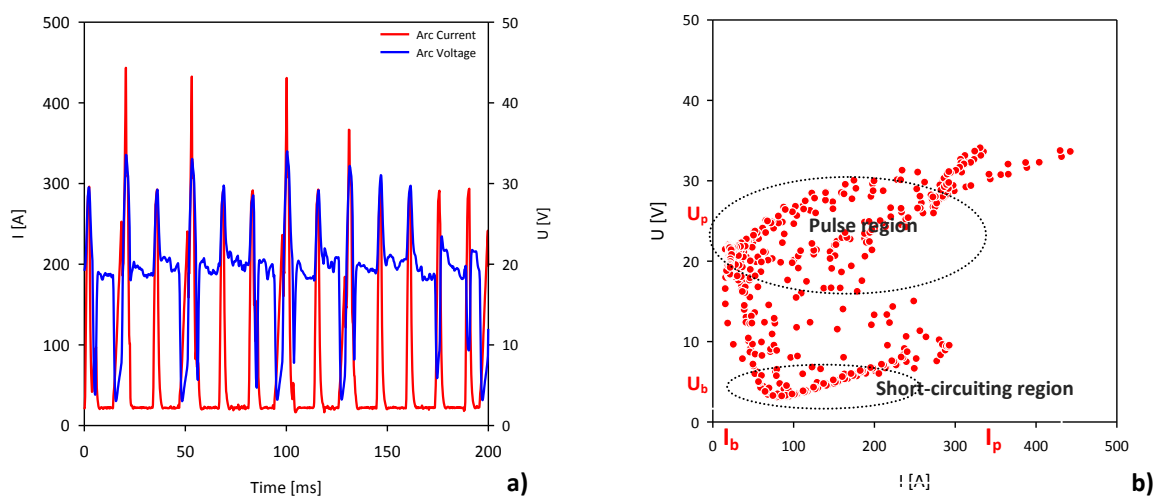 500
400
300
200
100
0
I [A]
0
50
100
150
200
Time [ms]
50
40
30
20
10
0
U [V]
Arc Current
Arc Voltage
a)
50
40
30
20
10
0
U [V]
Up
Ub
Pulse region
Short-circuiting region
Ib
Ip
0
100
200
300
400
500
I [A]
b)